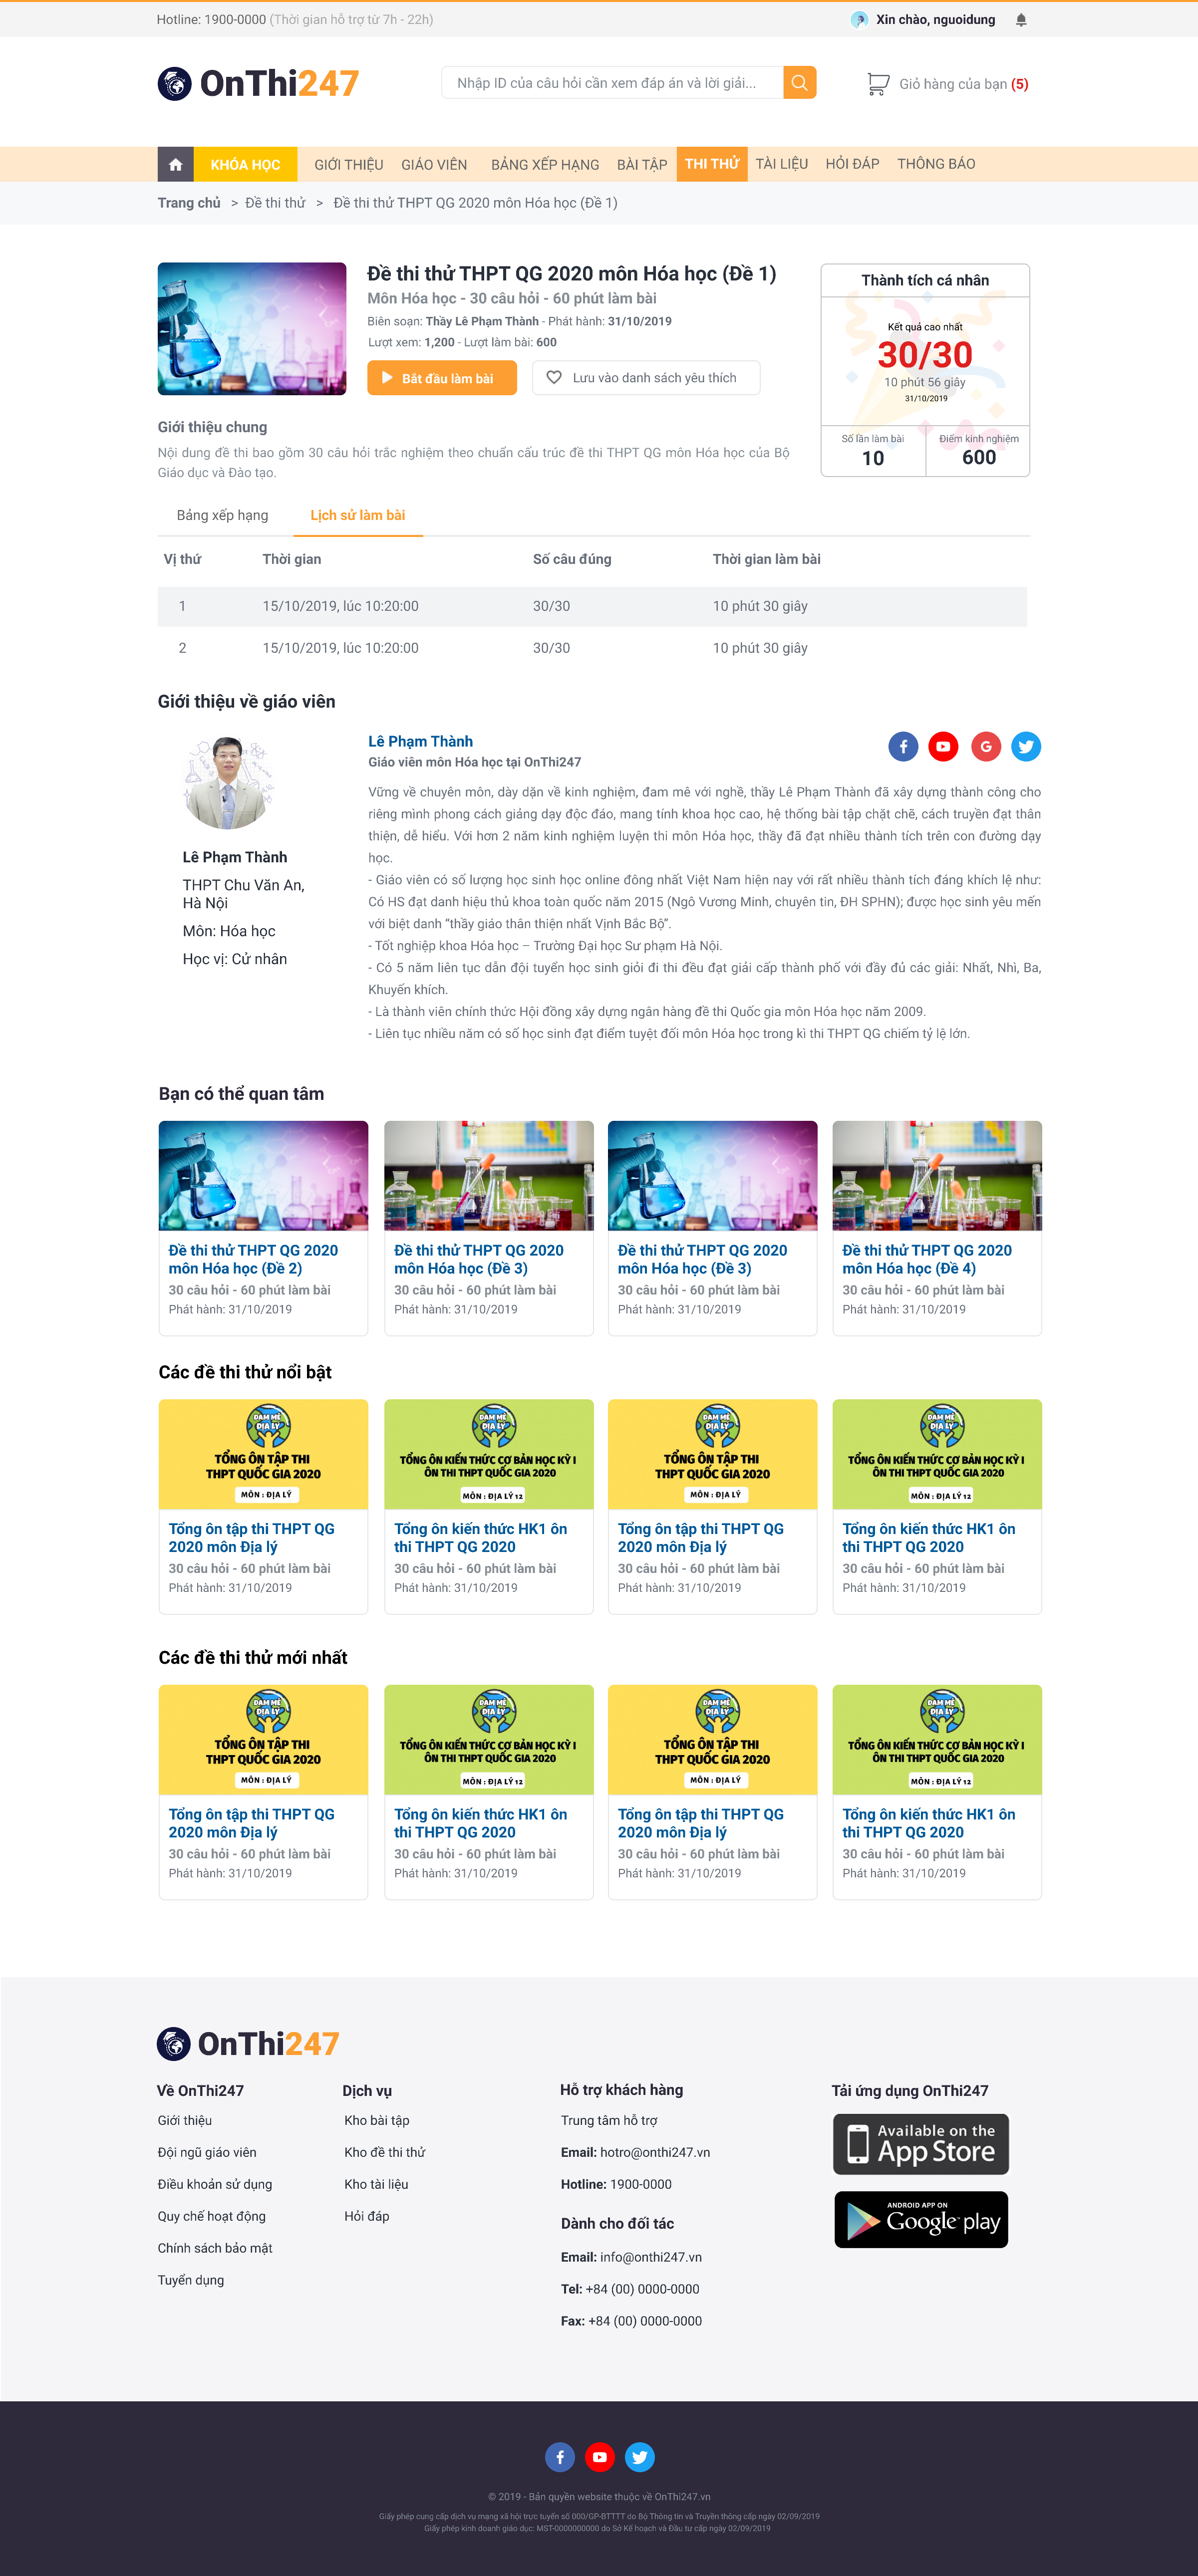 Hotline: 1900-0000 (Thời gian hỗ trợ từ 7h - 22h)
Xin chào, nguoidung
OnThi247
Nhập ID của câu hỏi cần xem đáp án và lời giải...
Giỏ hàng của bạn (5)
KHÓA HỌC GIỚI THIỆU GIÁO VIÊN BẢNG XẾP HẠNG BÀI TẬP THI THỬ TÀI LIỆU HỎI ĐÁP THÔNG BÁO
Trang chủ > Đề thi thử > Đề thi thử THPT QG 2020 môn Hóa học (Đề 1)
Đề thi thử THPT QG 2020 môn Hóa học (Đề 1)
Môn Hóa học - 30 câu hỏi - 60 phút làm bài
Biên soạn: Thầy Lê Phạm Thành - Phát hành: 31/10/2019
Lượt xem: 1,200 - Lượt làm bài: 600
Bắt đầu làm bài
Lưu vào danh sách yêu thích
Thành tích cá nhân
Kết quả cao nhất
30/30
10 phút 56 giây
31/10/2019
Số lần làm bài
10
Điểm kinh nghiệm
600
Giới thiệu chung
Nội dung đề thi bao gồm 30 câu hỏi trắc nghiệm theo chuẩn cấu trúc đề thi THPT QG môn Hóa học của Bộ
Giáo dục và Đào tạo.
Bảng xếp hạng
Lịch sử làm bài
Vị thứ Thời gian Số câu đúng Thời gian làm bài
1 15/10/2019, lúc 10:20:00 30/30 10 phút 30 giây
2 15/10/2019, lúc 10:20:00 30/30 10 phút 30 giây
Giới thiệu về giáo viên
Lê Phạm Thành
THPT Chu Văn An,
Hà Nội
Môn: Hóa học
Học vị: Cử nhân
Lê Phạm Thành
Giáo viên môn Hóa học tại OnThi247
Vững về chuyên môn, dày dặn về kinh nghiệm, đam mê với nghề, thầy Lê Phạm Thành đã xây dựng thành công cho
riêng mình phong cách giảng dạy độc đáo, mang tính khoa học cao, hệ thống bài tập chặt chẽ, cách truyền đạt thân
thiện, dễ hiểu. Với hơn 2 năm kinh nghiệm luyện thi môn Hóa học, thầy đã đạt nhiều thành tích trên con đường dạy
học.
- Giáo viên có số lượng học sinh học online đông nhất Việt Nam hiện nay với rất nhiều thành tích đáng khích lệ như:
Có HS đạt danh hiệu thủ khoa toàn quốc năm 2015 (Ngô Vương Minh, chuyên tin, ĐH SPHN); được học sinh yêu mến
với biệt danh “thầy giáo thân thiện nhất Vịnh Bắc Bộ”.
- Tốt nghiệp khoa Hóa học – Trường Đại học Sư phạm Hà Nội.
- Có 5 năm liên tục dẫn đội tuyển học sinh giỏi đi thi đều đạt giải cấp thành phố với đầy đủ các giải: Nhất, Nhì, Ba,
Khuyến khích.
- Là thành viên chính thức Hội đồng xây dựng ngân hàng đề thi Quốc gia môn Hóa học năm 2009.
- Liên tục nhiều năm có số học sinh đạt điểm tuyệt đối môn Hóa học trong kì thi THPT QG chiếm tỷ lệ lớn.
Bạn có thể quan tâm
Đề thi thử THPT QG 2020
môn Hóa học (Đề 2)
30 câu hỏi - 60 phút làm bài
Phát hành: 31/10/2019
Đề thi thử THPT QG 2020
môn Hóa học (Đề 3)
30 câu hỏi - 60 phút làm bài
Phát hành: 31/10/2019
Đề thi thử THPT QG 2020
môn Hóa học (Đề 3)
30 câu hỏi - 60 phút làm bài
Phát hành: 31/10/2019
Đề thi thử THPT QG 2020
môn Hóa học (Đề 4)
30 câu hỏi - 60 phút làm bài
Phát hành: 31/10/2019
Các đề thi thử nổi bật
ĐAM MÊ
ĐỊA LÝ
TỔNG ÔN TẬP THI
THPT QUỐC GIA 2020
MÔN : ĐỊA LÝ
Tổng ôn tập thi THPT QG
2020 môn Địa lý
30 câu hỏi - 60 phút làm bài
Phát hành: 31/10/2019
ĐAM MÊ
ĐỊA LÝ
TỔNG ÔN KIẾN THỨC CƠ BẢN HỌC KỲ I
ÔN THI THPT QUỐC GIA 2020
MÔN : ĐỊA LÝ 12
Tổng ôn kiến thức HK1 ôn
thi THPT QG 2020
30 câu hỏi - 60 phút làm bài
Phát hành: 31/10/2019
ĐAM MÊ
ĐỊA LÝ
TỔNG ÔN TẬP THI
THPT QUỐC GIA 2020
MÔN : ĐỊA LÝ
Tổng ôn tập thi THPT QG
2020 môn Địa lý
30 câu hỏi - 60 phút làm bài
Phát hành: 31/10/2019
ĐAM MÊ
ĐỊA LÝ
TỔNG ÔN KIẾN THỨC CƠ BẢN HỌC KỲ I
ÔN THI THPT QUỐC GIA 2020
MÔN : ĐỊA LÝ 12
Tổng ôn kiến thức HK1 ôn
thi THPT QG 2020
30 câu hỏi - 60 phút làm bài
Phát hành: 31/10/2019
Các đề thi thử mới nhất
ĐAM MÊ
ĐỊA LÝ
TỔNG ÔN TẬP THI
THPT QUỐC GIA 2020
MÔN : ĐỊA LÝ
Tổng ôn tập thi THPT QG
2020 môn Địa lý
30 câu hỏi - 60 phút làm bài
Phát hành: 31/10/2019
ĐAM MÊ
ĐỊA LÝ
TỔNG ÔN KIẾN THỨC CƠ BẢN HỌC KỲ I
ÔN THI THPT QUỐC GIA 2020
MÔN : ĐỊA LÝ 12
Tổng ôn kiến thức HK1 ôn
thi THPT QG 2020
30 câu hỏi - 60 phút làm bài
Phát hành: 31/10/2019
ĐAM MÊ
ĐỊA LÝ
TỔNG ÔN TẬP THI
THPT QUỐC GIA 2020
MÔN : ĐỊA LÝ
Tổng ôn tập thi THPT QG
2020 môn Địa lý
30 câu hỏi - 60 phút làm bài
Phát hành: 31/10/2019
ĐAM MÊ
ĐỊA LÝ
TỔNG ÔN KIẾN THỨC CƠ BẢN HỌC KỲ I
ÔN THI THPT QUỐC GIA 2020
MÔN : ĐỊA LÝ 12
Tổng ôn kiến thức HK1 ôn
thi THPT QG 2020
30 câu hỏi - 60 phút làm bài
Phát hành: 31/10/2019
OnThi247
Về OnThi247
Giới thiệu
Đội ngũ giáo viên
Điều khoản sử dụng
Quy chế hoạt động
Chính sách bảo mật
Tuyển dụng
Dịch vụ
Kho bài tập
Kho đề thi thử
Kho tài liệu
Hỏi đáp
Hỗ trợ khách hàng
Trung tâm hỗ trợ
Email: hotro@onthi247.vn
Hotline: 1900-0000
Dành cho đối tác
Email: info@onthi247.vn
Tel: +84 (00) 0000-0000
Fax: +84 (00) 0000-0000
Tải ứng dụng OnThi247
Available on the
App Store
ANDROID APP ON
Google play
© 2019 - Bản quyền website thuộc về OnThi247.vn
Giấy phép cung cấp dịch vụ mạng xã hội trực tuyến số 000/GP-BTTTT do Bộ Thông tin và Truyền thông cấp ngày 02/09/2019
Giấy phép kinh doanh giáo dục: MST-0000000000 do Sở Kế hoạch và Đầu tư cấp ngày 02/09/2019